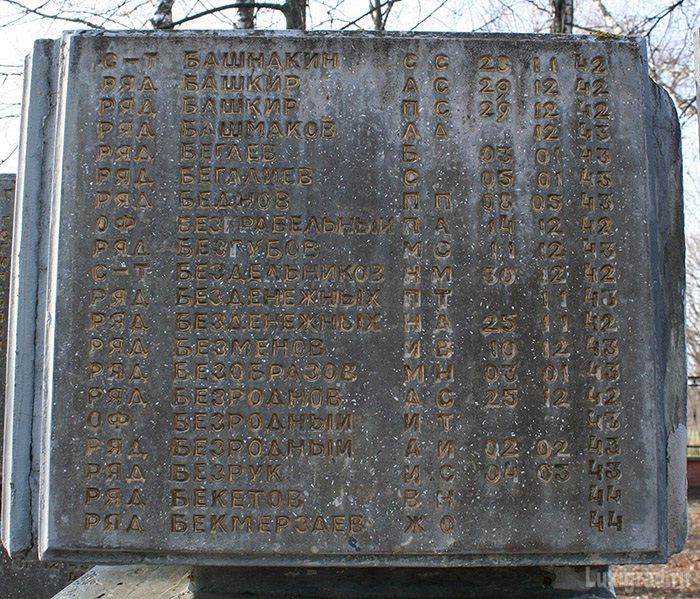 С-Т БАШНАКИН С С 28 11 42
РЯД БАШКИР А С 29 12 42
РЯД БАШКИР П С 29 12 42
РЯД БАШМАКОВ А Д 12 43
РЯД БЕГАЕВ Б 03 01 43
РЯД БЕГАЛИЕВ С 05 01 43
РЯД БЕДНОВ П П 08 05 43
ОФ БЕЗГРАБЕЛЬНЫЙ П А 14 12 42
РЯД БЕЗГУБОВ М С 11 12 43
С-Т БЕЗДЕЛЬНИКОВ Н М 30 12 42
РЯД БЕЗДЕНЕЖНЫХ П Т 11 43
РЯД БЕЗДЕНЕЖНЫХ Н А 25 11 42
РЯД БЕЗМЕНОВ И В 10 12 43
РЯД БЕЗОБРАЗОВ М Н 03 01 43
РЯД БЕЗРОДНОВ А С 25 12 42
ОФ БЕЗРОДНЫЙ И Т 43
РЯД БЕЗРОДНЫЙ А И 02 02 43
РЯД БЕЗРУК И С 04 03 43
РЯД БЕКЕТОВ В Н 44
РЯД БЕКМЕРЗАЕВ Ж О 44